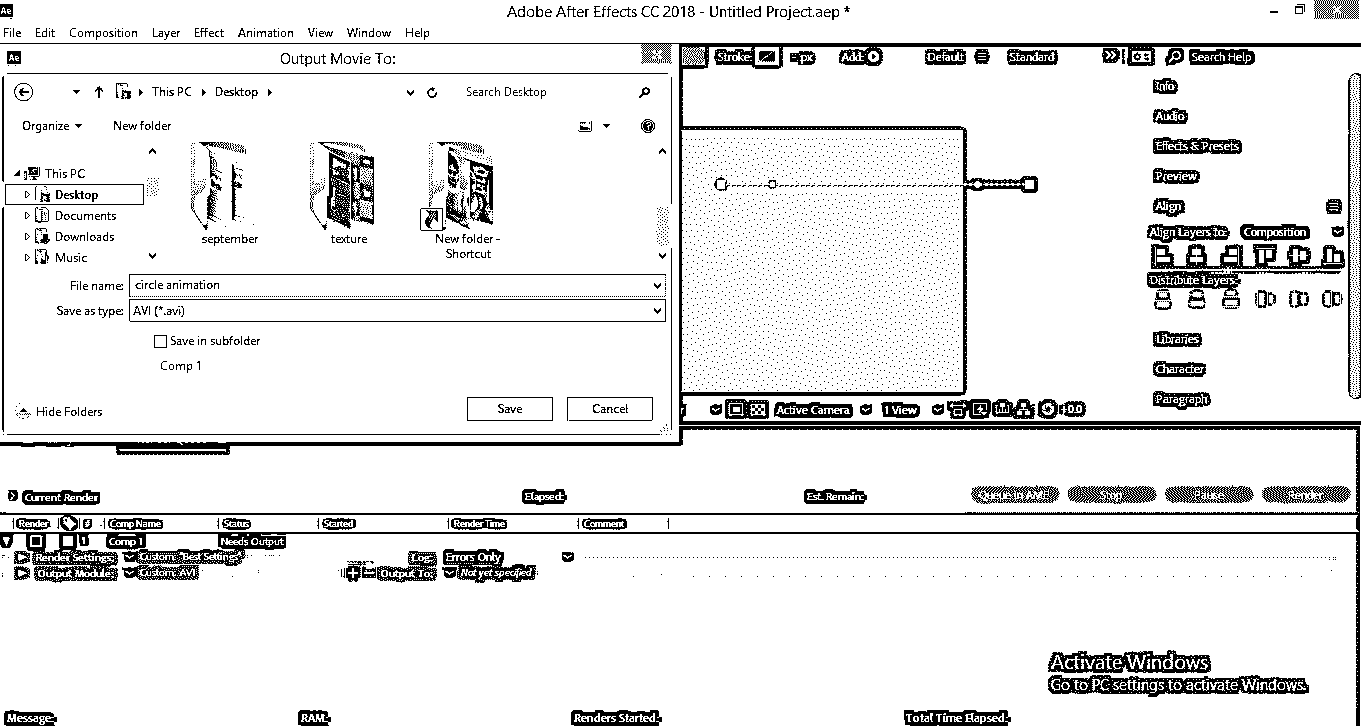 Ae
Adobe After Effects CC 2018 - Untitled Project.aep *
File Edit Composition Layer Effect Animation View Window Help
Ae Output Movie To:
Stroke: - px Add: Default Standard Search Help
This PC Desktop Search Desktop
Organize New folder
This PC
Desktop
Documents
Downloads
Music
september texture New folder -
Shortcut
File name: circle animation
Save as type: AVI (*.avi)
Save in subfolder
Comp 1
Hide Folders Save Cancel
Info
Audio
Effects & Presets
Preview
Align
Align Layers to: Composition
Distribute Layers:
Libraries
Character
Paragraph
Active Camera 1 View +0.0
Current Render Elapsed: Est. Remain: Queue in AME Stop Pause Render
Render # Comp Name Status Started Render Time Comment
1 Comp 1 Needs Output
Render Settings: Custom: "Best Settings" Log: Errors Only
Output Module: Custom: AVI Output To: Not yet specified
Activate Windows
Go to PC settings to activate Windows.
Message: RAM: Renders Started: Total Time Elapsed: